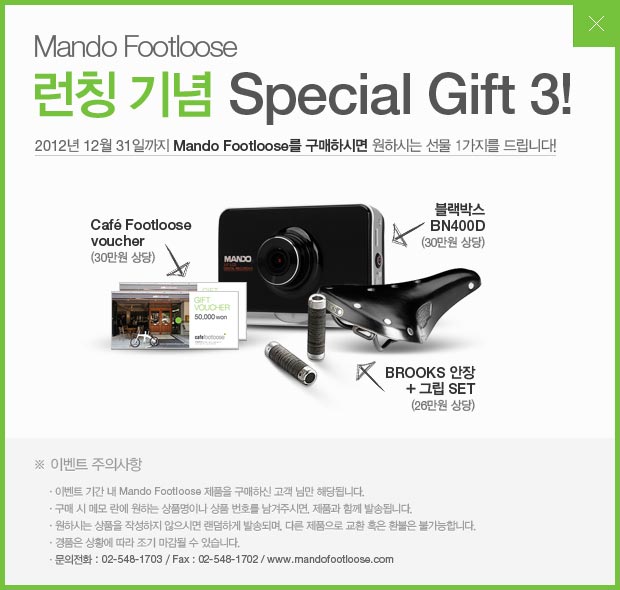 Mando Footloose
런칭 기념 Special Gift 3!
2012년 12월 31일까지 Mando Footloose를 구매하시면 원하시는 선물 1가지를 드립니다!
Café Footloose
voucher
(30만원 상당)
블랙박스
BN400D
(30만원 상당)
MANDO
GIFT
GIFT
VOUCHER
50,000 won
cafefootloose
BROOKS 안장
+ 그립 SET
(26만원 상당)
※ 이벤트 주의사항
· 이벤트 기간 내 Mando Footloose 제품을 구매하신 고객 님만 해당됩니다.
· 구매 시 메모 란에 원하는 상품명이나 상품 번호를 남겨주시면, 제품과 함께 발송됩니다.
· 원하시는 상품을 작성하지 않으시면 랜덤하게 발송되며, 다른 제품으로 교환 혹은 환불은 불가능합니다.
· 경품은 상황에 따라 조기 마감될 수 있습니다.
· 문의전화 : 02-548-1703 / Fax : 02-548-1702 / www.mandofootloose.com